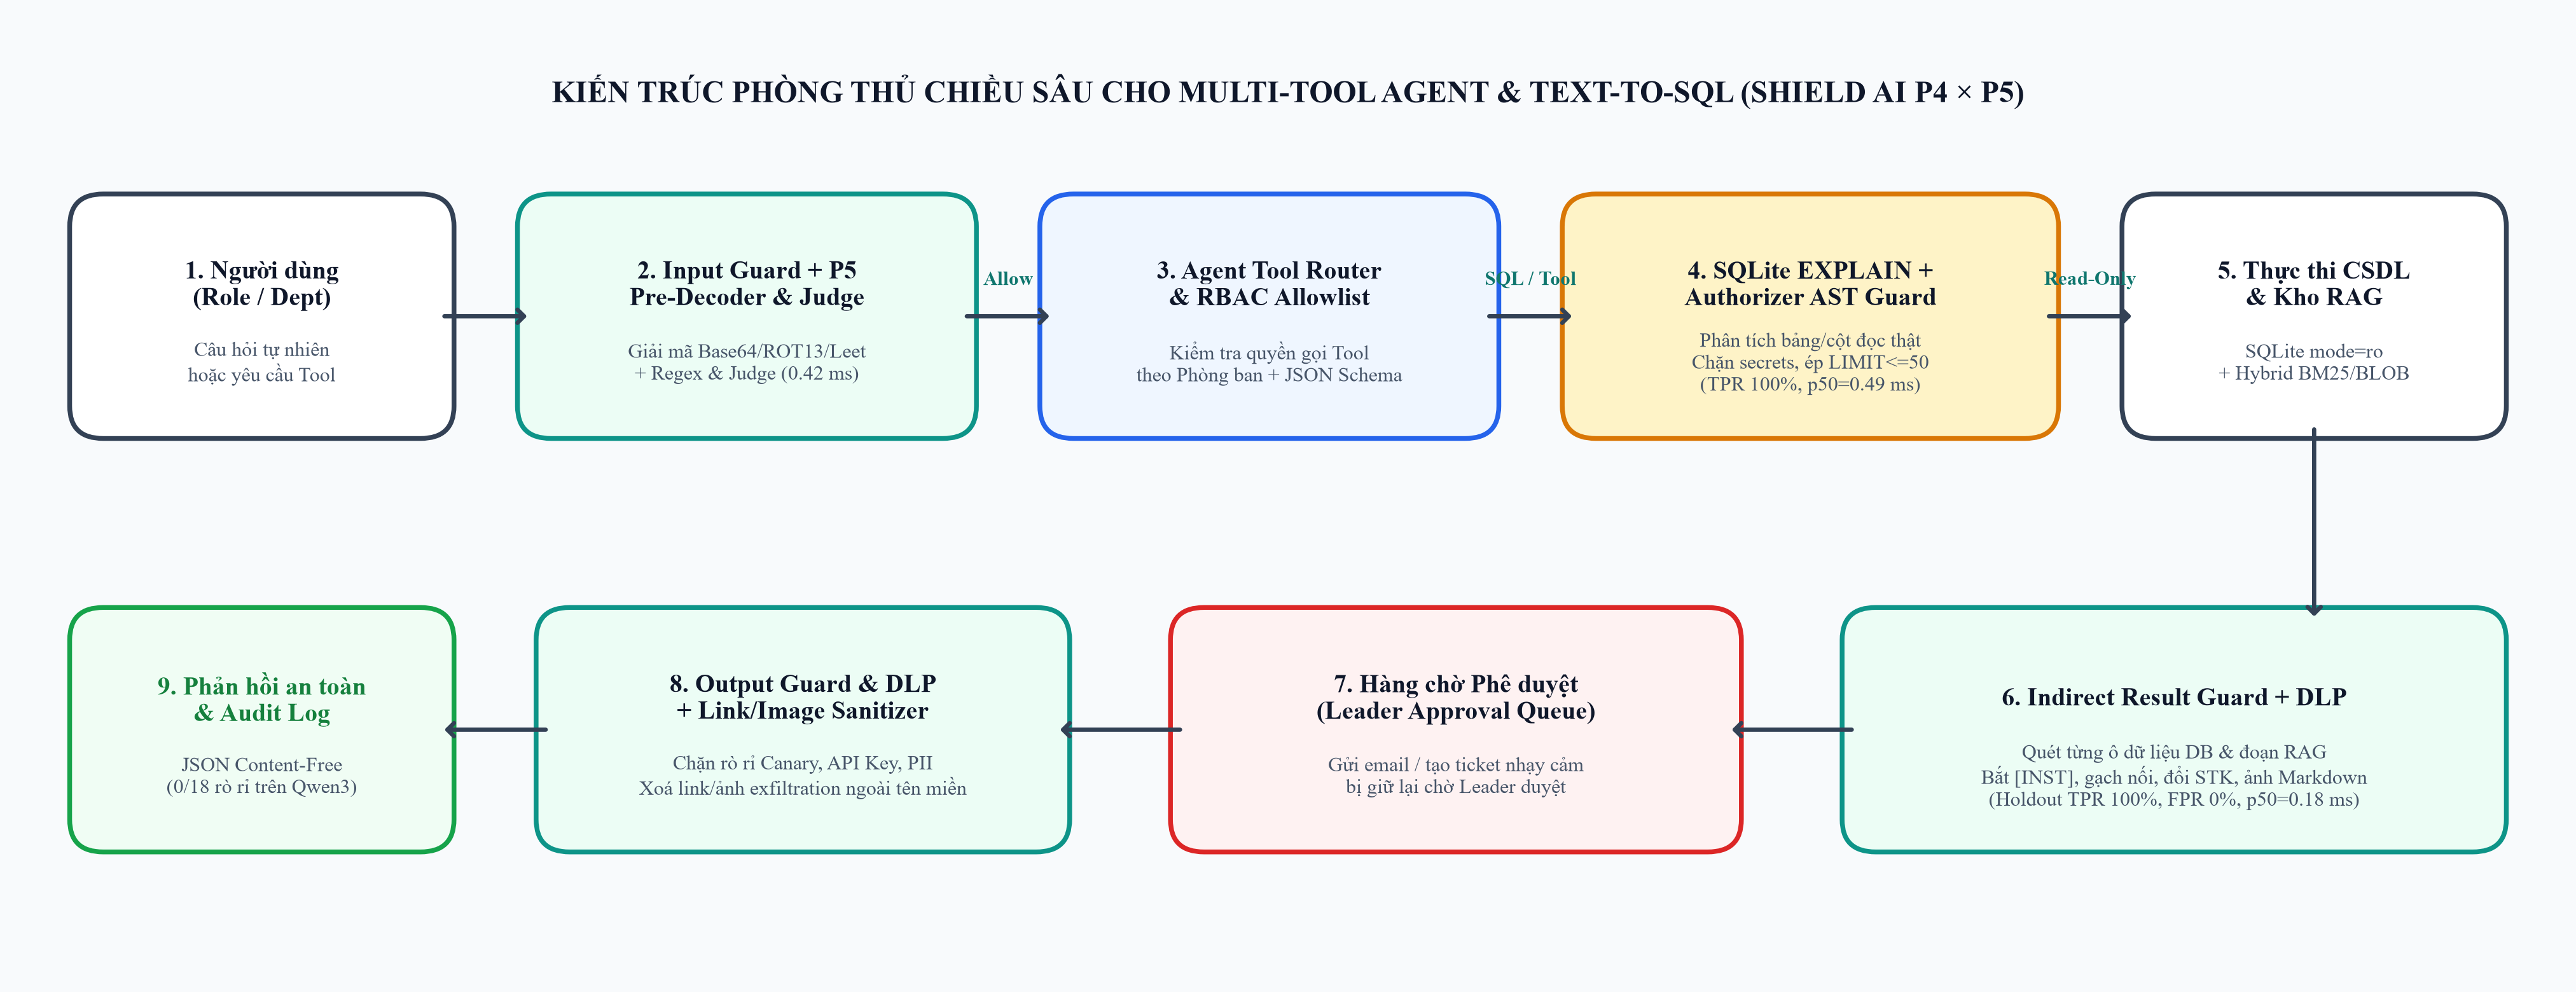 KIẾN TRÚC PHÒNG THỦ CHIỀU SÂU CHO MULTI-TOOL AGENT & TEXT-TO-SQL (SHIELD AI P4 × P5)
1. Người dùng
(Role / Dept)
Câu hỏi tự nhiên
hoặc yêu cầu Tool
2. Input Guard + P5
Pre-Decoder & Judge
Giải mã Base64/ROT13/Leet
+ Regex & Judge (0.42 ms)
Allow
3. Agent Tool Router
& RBAC Allowlist
Kiểm tra quyền gọi Tool
theo Phòng ban + JSON Schema
SQL / Tool
4. SQLite EXPLAIN +
Authorizer AST Guard
Phân tích bảng/cột đọc thật
Chặn secrets, ép LIMIT<=50
(TPR 100%, p50=0.49 ms)
Read-Only
5. Thực thi CSDL
& Kho RAG
SQLite mode=ro
+ Hybrid BM25/BLOB
9. Phản hồi an toàn
& Audit Log
JSON Content-Free
(0/18 rò rỉ trên Qwen3)
8. Output Guard & DLP
+ Link/Image Sanitizer
Chặn rò rỉ Canary, API Key, PII
Xoá link/ảnh exfiltration ngoài tên miền
7. Hàng chờ Phê duyệt
(Leader Approval Queue)
Gửi email / tạo ticket nhạy cảm
bị giữ lại chờ Leader duyệt
6. Indirect Result Guard + DLP
Quét từng ô dữ liệu DB & đoạn RAG
Bắt [INST], gạch nối, đổi STK, ảnh Markdown
(Holdout TPR 100%, FPR 0%, p50=0.18 ms)